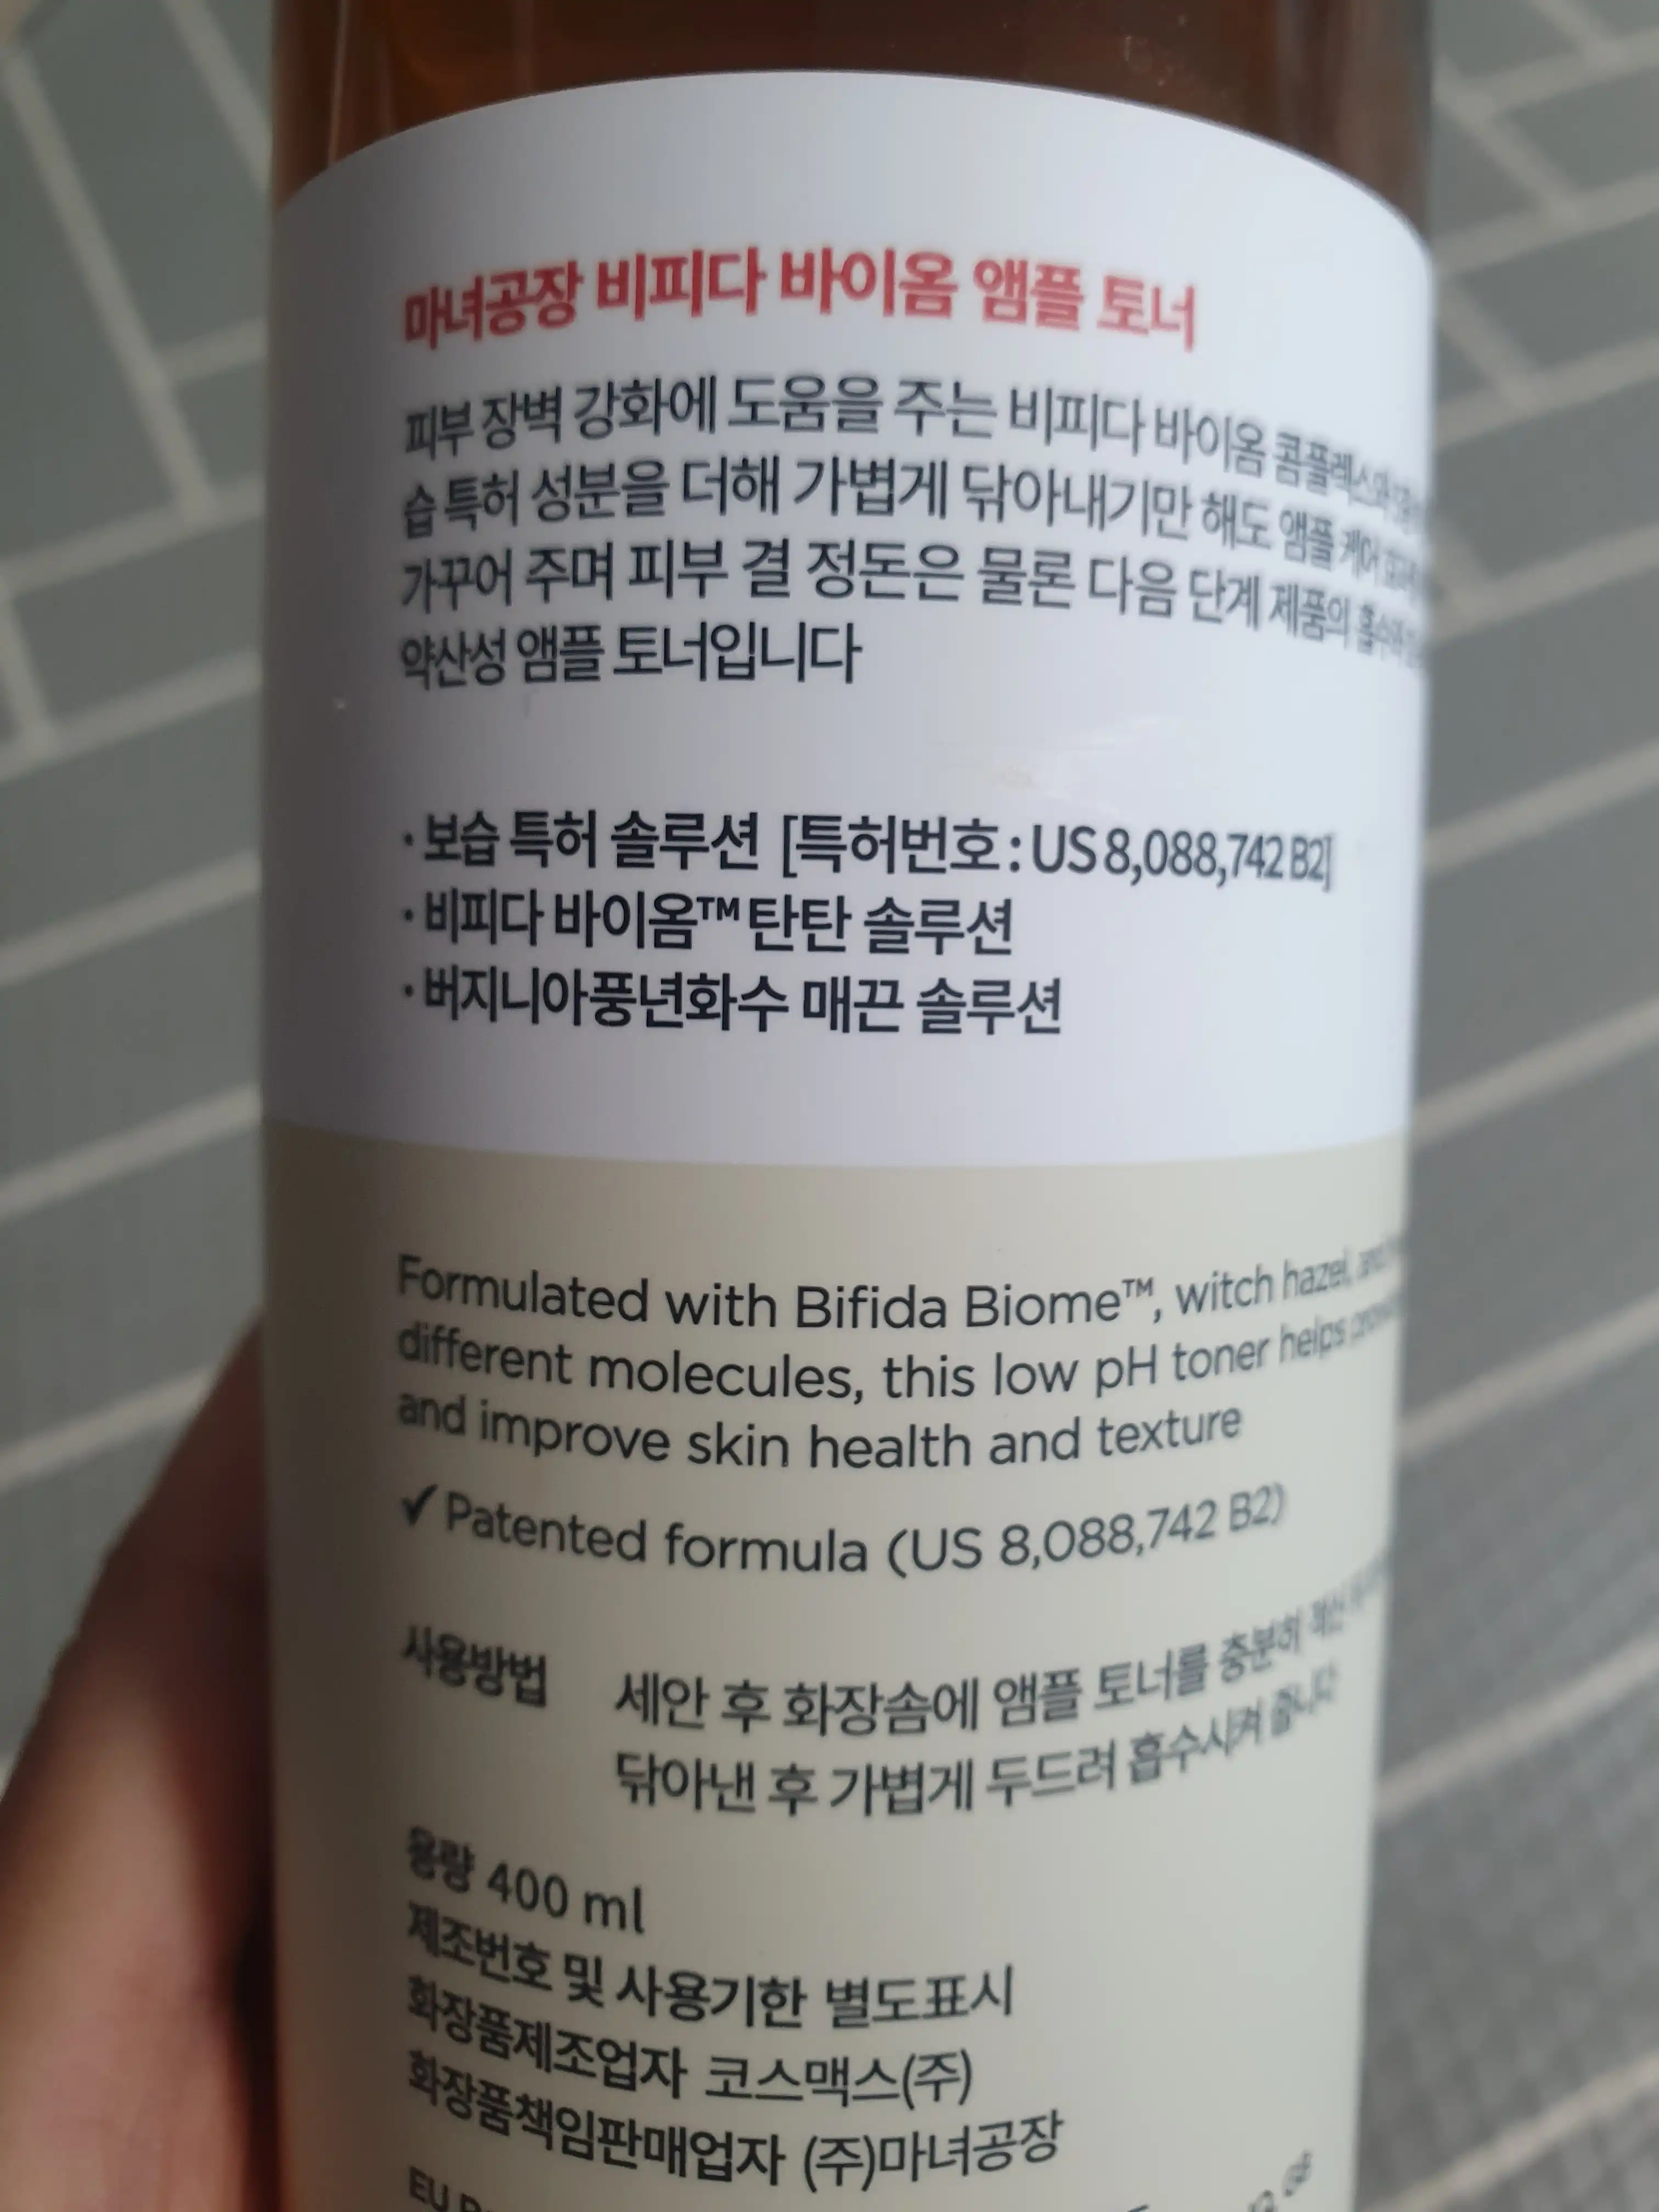 마녀공장 비피다 바이옴 앰플 토너
피부 장벽 강화에 도움을 주는 비피다 바이옴 콤플렉스와
습 특허 성분을 더해 가볍게 닦아내기만 해도 앰플 케어
가꾸어 주며 피부 결 정돈은 물론 다음 단계 제품의
약산성 앰플 토너입니다
· 보습 특허 솔루션 [특허번호 : US 8,088,742 B2]
· 비피다 바이옴™ 탄탄 솔루션
· 버지니아풍년화수 매끈 솔루션
Formulated with Bifida Biome™, witch hazel, and
different molecules, this low pH toner helps
and improve skin health and texture
✓ Patented formula (US 8,088,742 B2)
사용방법 세안 후 화장솜에 앰플 토너를 충분히 적신
닦아낸 후 가볍게 두드려 흡수시켜 줍니다
용량 400 ml
제조번호 및 사용기한 별도표시
화장품제조업자 코스맥스(주)
화장품책임판매업자 (주)마녀공장
EU